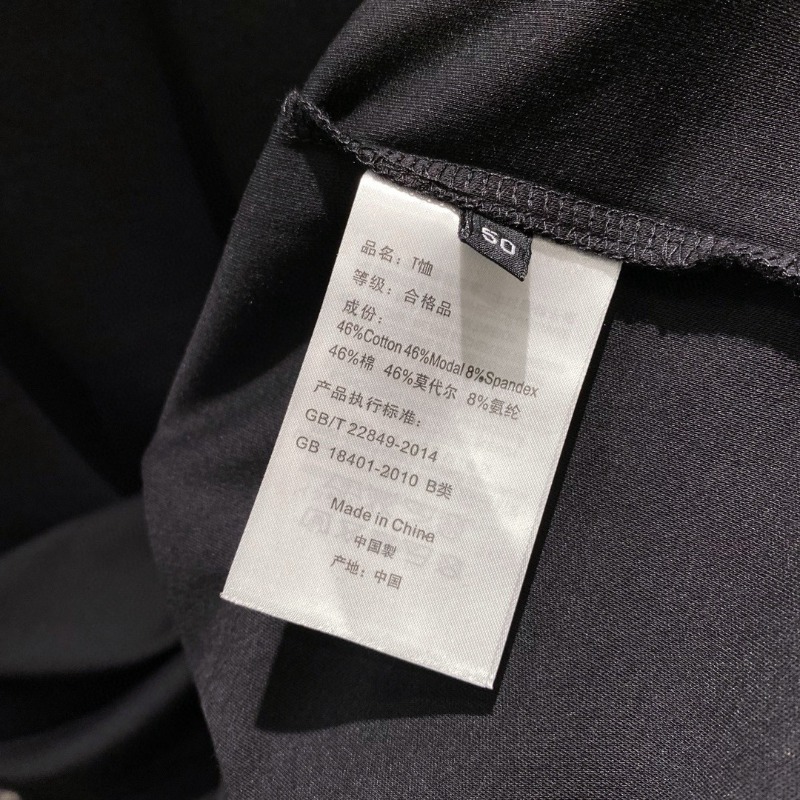 50
品名：T恤
等级：合格品
成份：
46%Cotton 46%Modal 8%Spandex
46%棉 46%莫代尔 8%氨纶
产品执行标准：
GB/T 22849-2014
GB 18401-2010 B类
Made in China
中国製
产地：中国